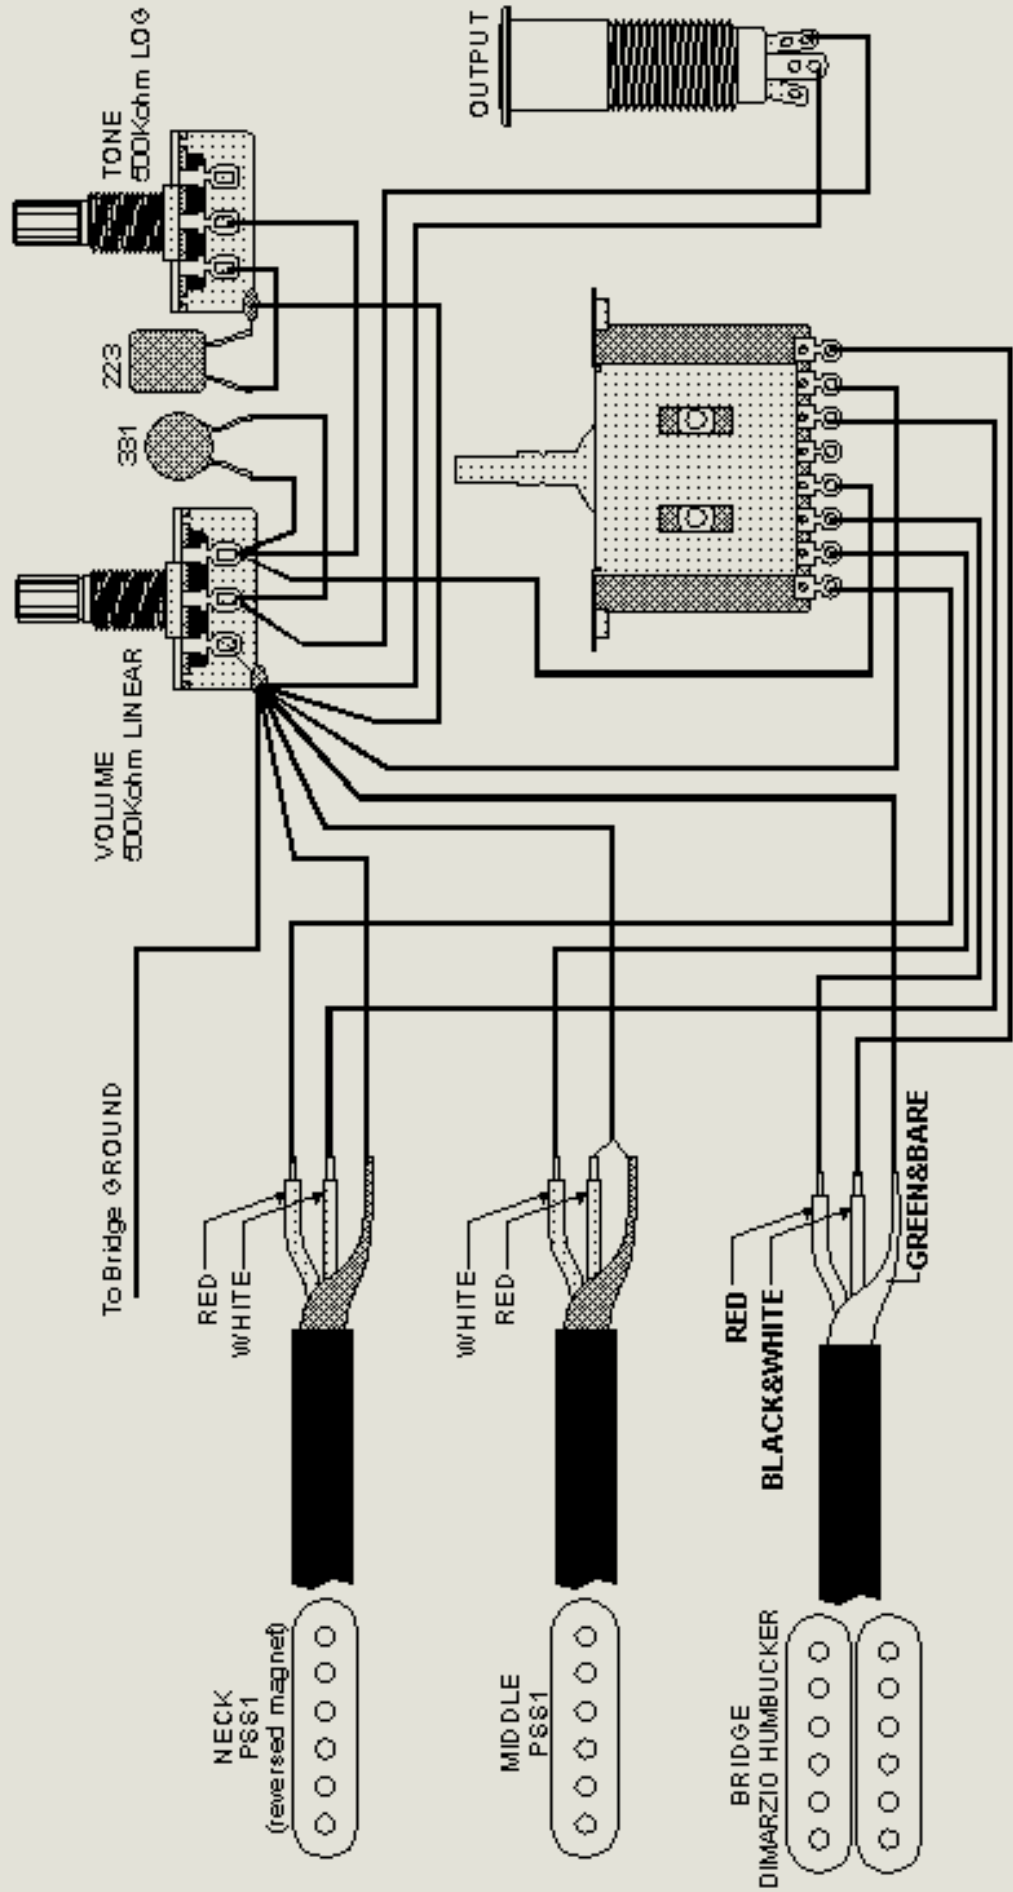 TONE
500Kohm LOG
OUTPUT
223
331
VOLUME
500Kohm LINEAR
To Bridge GROUND
RED
WHITE
WHITE
RED
RED
BLACK&WHITE
GREEN&BARE
NECK
PSS1
(reversed magnet)
MIDDLE
PSS1
BRIDGE
DIMARZIO HUMBUCKER